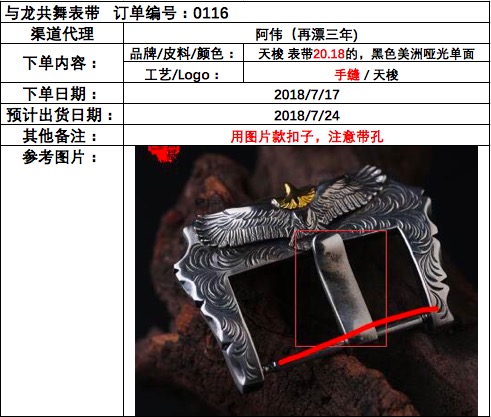 与龙共舞表带 订单编号：0116
渠道代理 阿伟（再漂三年)
下单内容： 品牌/皮料/颜色： 天梭 表带20.18的，黑色美洲哑光单面
工艺/Logo： 手缝 / 天梭
下单日期： 2018/7/17
预计出货日期： 2018/7/24
其他备注： 用图片款扣子，注意带孔
参考图片：